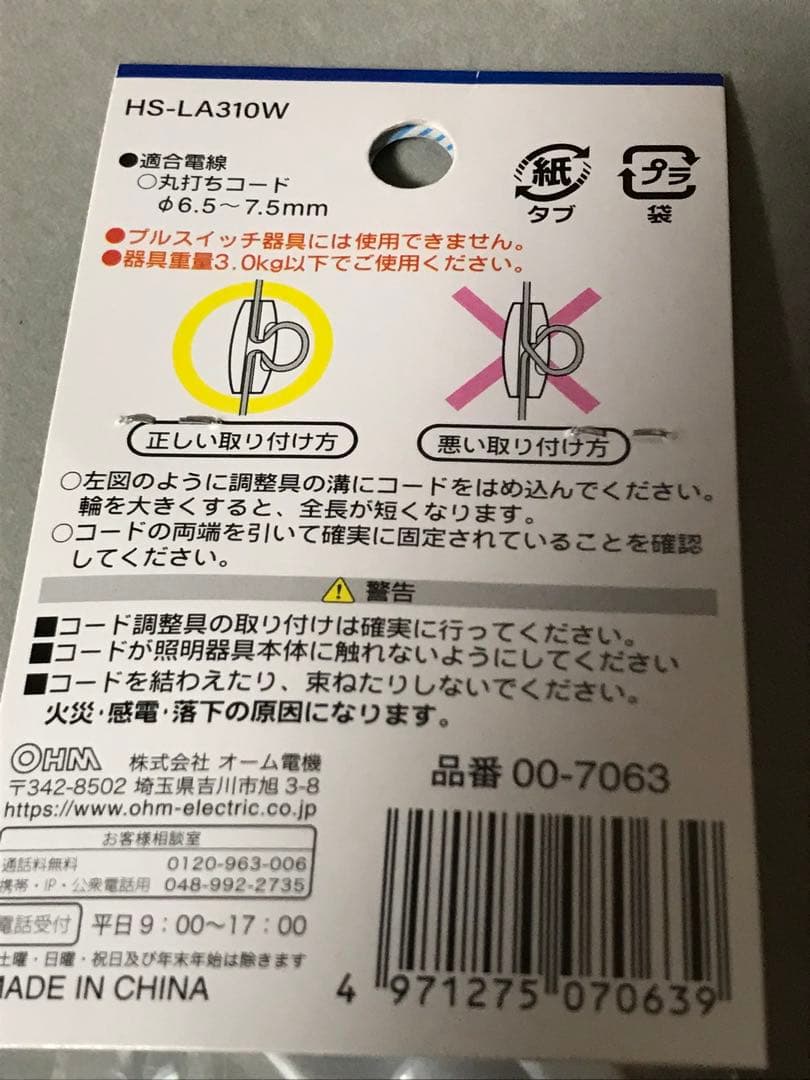 HS-LA310W
●適合電線
○丸打ちコード
φ6.5～7.5mm
紙
タブ
プラ
袋
●プルスイッチ器具には使用できません。
●器具重量3.0kg以下でご使用ください。
正しい取り付け方
悪い取り付け方
○左図のように調整具の溝にコードをはめ込んでください。
輪を大きくすると、全長が短くなります。
○コードの両端を引いて確実に固定されていることを確認
してください。
警告
■コード調整具の取り付けは確実に行ってください。
■コードが照明器具本体に触れないようにしてください
■コードを結わえたり、束ねたりしないでください。
火災・感電・落下の原因になります。
OHM 株式会社 オーム電機
〒342-8502 埼玉県吉川市旭 3-8
https://www.ohm-electric.co.jp
品番 00-7063
お客様相談室
通話料無料 0120-963-006
携帯・IP・公衆電話用 048-992-2735
電話受付 平日 9：00～17：00
土曜・日曜・祝日及び年末年始は除きます
MADE IN CHINA
4 971275 070639